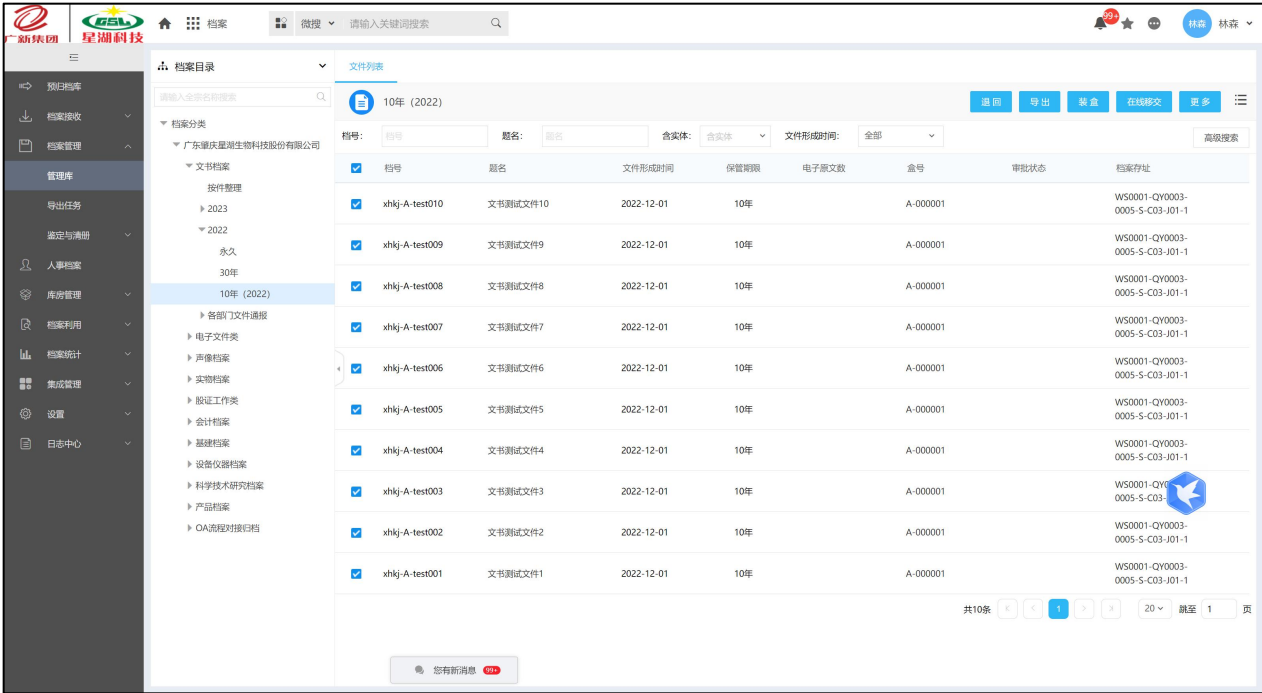 广新集团
GSL
星湖科技
档案
微搜
请输入关键词搜索
99+
林森
林森
预归档库
档案接收
档案管理
管理库
导出任务
鉴定与清册
人事档案
库房管理
档案利用
档案统计
集成管理
设置
日志中心
档案目录
请输入全宗名称搜索
档案分类
广东肇庆星湖生物科技股份有限公司
文书档案
按件整理
2023
2022
永久
30年
10年（2022）
各部门文件通报
电子文件类
声像档案
实物档案
股证工作类
会计档案
基建档案
设备仪器档案
科学技术研究档案
产品档案
OA流程对接归档
文件列表
10年（2022）
退回 导出 装盒 在线移交 更多
档号： 档号 题名： 题名 含实体： 含实体 文件形成时间： 全部 高级搜索
档号 题名 文件形成时间 保管期限 电子原文数 盒号 审批状态 档案存址
xhkj-A-test010 文书测试文件10 2022-12-01 10年 A-000001 WS0001-QY0003-
0005-S-C03-J01-1
xhkj-A-test009 文书测试文件9 2022-12-01 10年 A-000001 WS0001-QY0003-
0005-S-C03-J01-1
xhkj-A-test008 文书测试文件8 2022-12-01 10年 A-000001 WS0001-QY0003-
0005-S-C03-J01-1
xhkj-A-test007 文书测试文件7 2022-12-01 10年 A-000001 WS0001-QY0003-
0005-S-C03-J01-1
xhkj-A-test006 文书测试文件6 2022-12-01 10年 A-000001 WS0001-QY0003-
0005-S-C03-J01-1
xhkj-A-test005 文书测试文件5 2022-12-01 10年 A-000001 WS0001-QY0003-
0005-S-C03-J01-1
xhkj-A-test004 文书测试文件4 2022-12-01 10年 A-000001 WS0001-QY0003-
0005-S-C03-J01-1
xhkj-A-test003 文书测试文件3 2022-12-01 10年 A-000001 WS0001-QY0
0005-S-C03-
xhkj-A-test002 文书测试文件2 2022-12-01 10年 A-000001 WS0001-QY0003-
0005-S-C03-J01-1
xhkj-A-test001 文书测试文件1 2022-12-01 10年 A-000001 WS0001-QY0003-
0005-S-C03-J01-1
共10条 1 20 跳至 1 页
您有新消息 99+